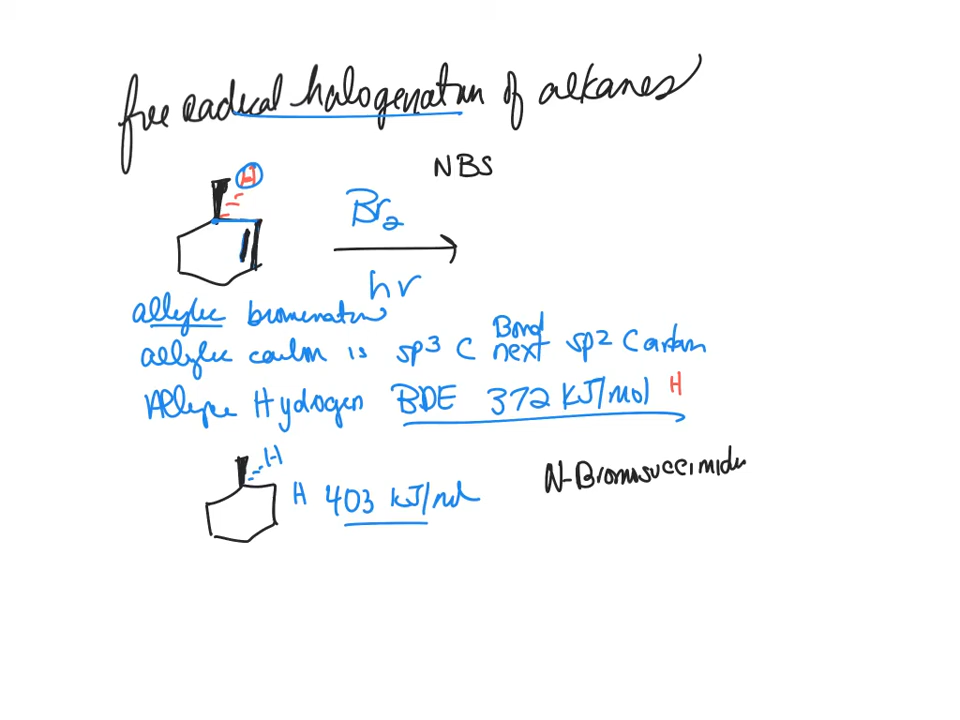 free radical halogenation of alkanes
NBS
H
Br2
hv
allylic bromination
allylic carbon is sp3 C Bond next sp2 Carbon
Allylic Hydrogen BDE 372 KJ/mol H
H
H 403 kJ/mol
N-Bromosuccimide